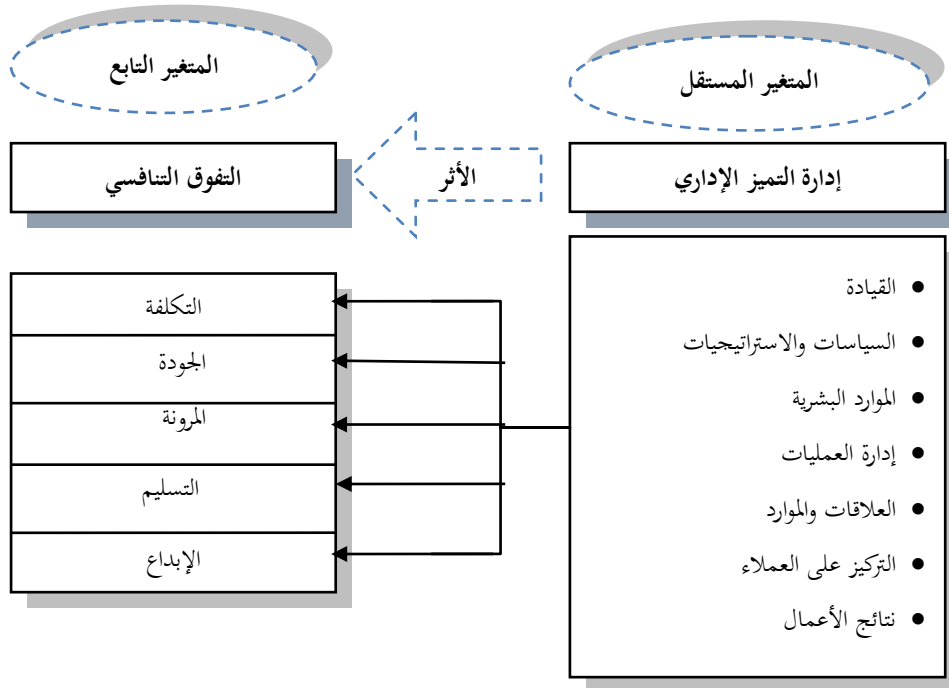 المتغير المستقل
المتغير التابع
إدارة التميز الإداري
الأثر
التفوق التنافسي
● القيادة
● السياسات والاستراتيجيات
● الموارد البشرية
● إدارة العمليات
● العلاقات والموارد
● التركيز على العملاء
● نتائج الأعمال
التكلفة
الجودة
المرونة
التسليم
الإبداع